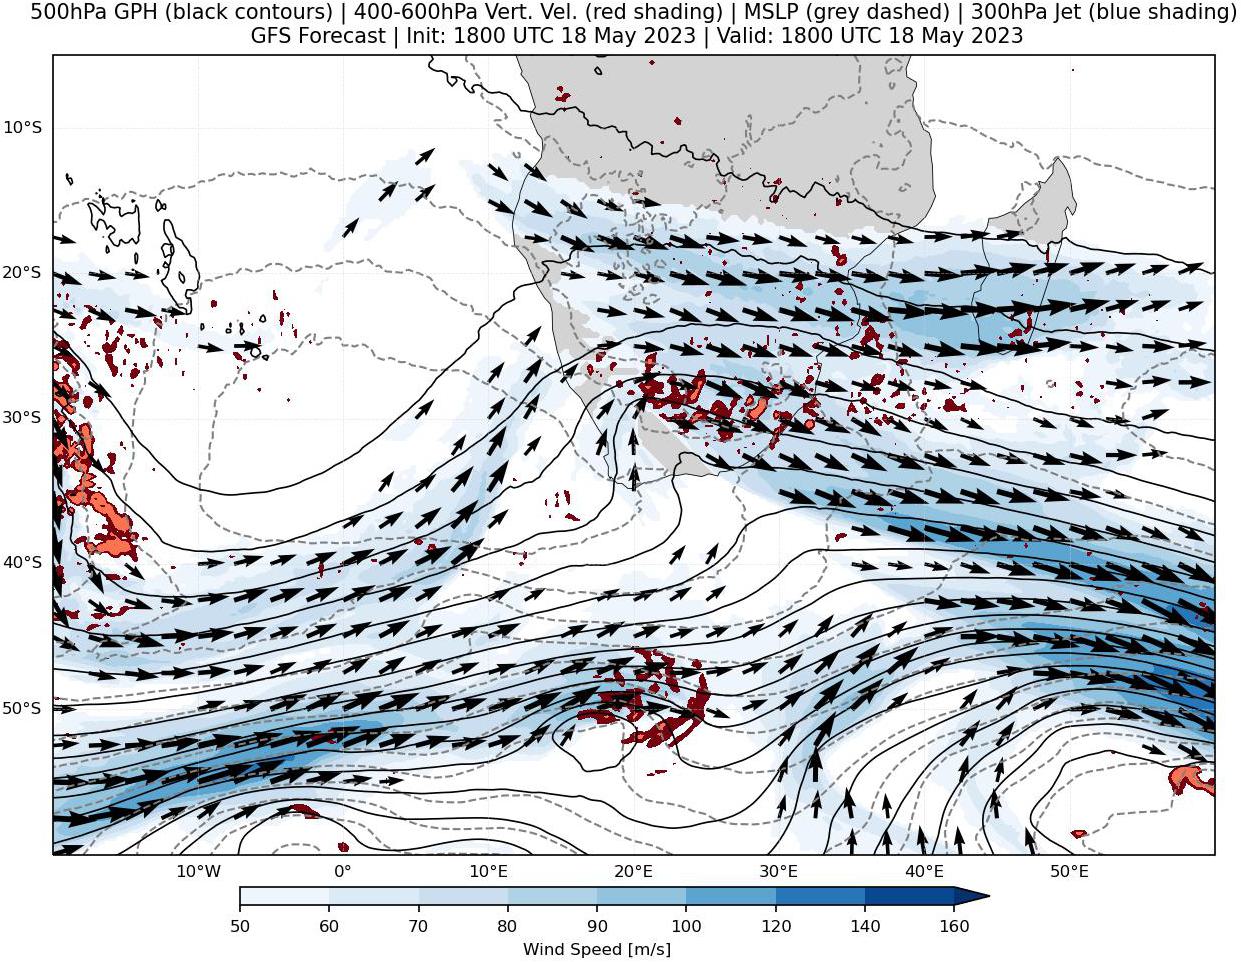 500hPa GPH (black contours) | 400-600hPa Vert. Vel. (red shading) | MSLP (grey dashed) | 300hPa Jet (blue shading)
GFS Forecast | Init: 1800 UTC 18 May 2023 | Valid: 1800 UTC 18 May 2023
10°S
20°S
30°S
40°S
50°S
10°W 0° 10°E 20°E 30°E 40°E 50°E
50 60 70 80 90 100 120 140 160
Wind Speed [m/s]